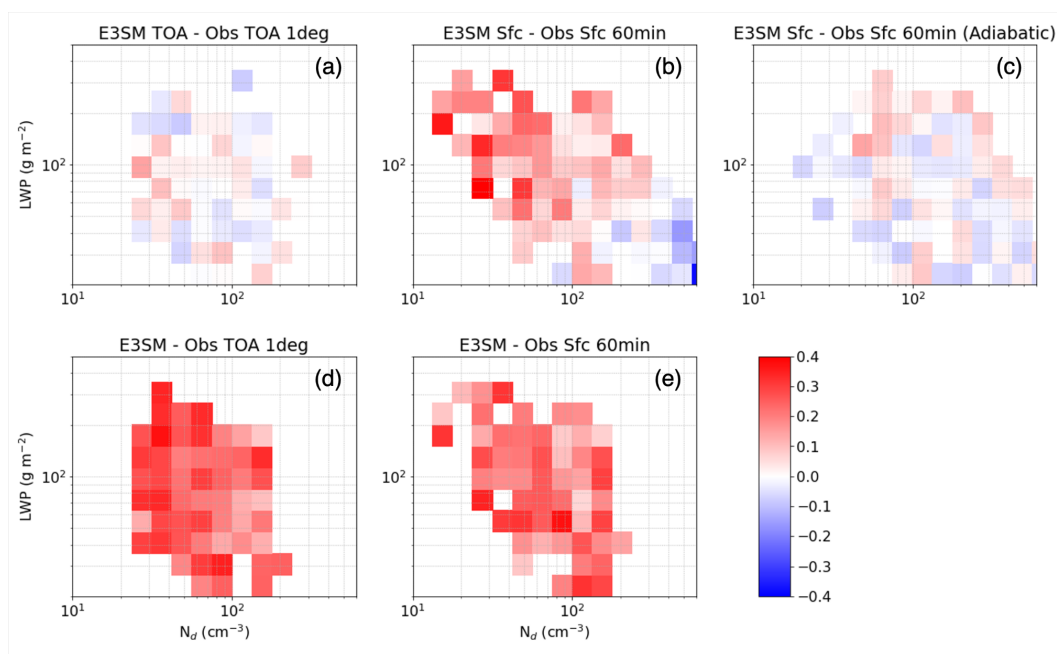 E3SM TOA - Obs TOA 1deg
(a)
LWP (g m⁻²)
10²
10¹
10²
E3SM Sfc - Obs Sfc 60min
(b)
10²
10¹
10²
E3SM Sfc - Obs Sfc 60min (Adiabatic)
(c)
10²
10¹
10²
E3SM - Obs TOA 1deg
(d)
LWP (g m⁻²)
10²
10¹
10²
N_d (cm⁻³)
E3SM - Obs Sfc 60min
(e)
10²
10¹
10²
N_d (cm⁻³)
0.4
0.3
0.2
0.1
0.0
−0.1
−0.2
−0.3
−0.4